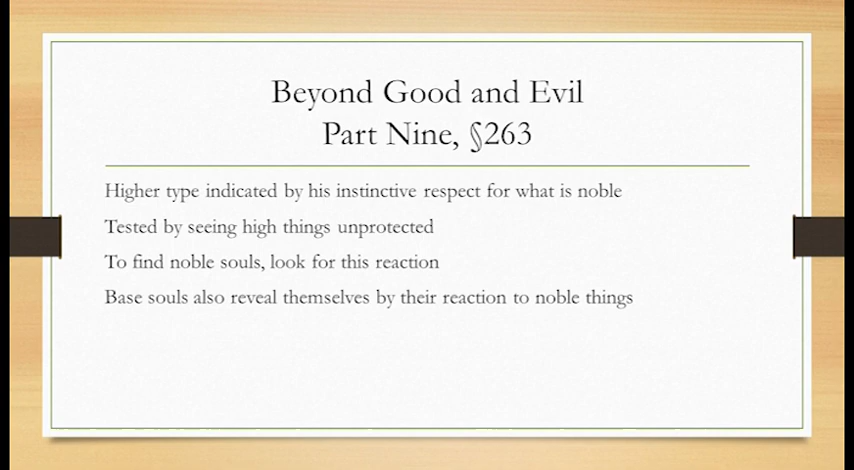 Beyond Good and Evil
Part Nine, §263
Higher type indicated by his instinctive respect for what is noble
Tested by seeing high things unprotected
To find noble souls, look for this reaction
Base souls also reveal themselves by their reaction to noble things